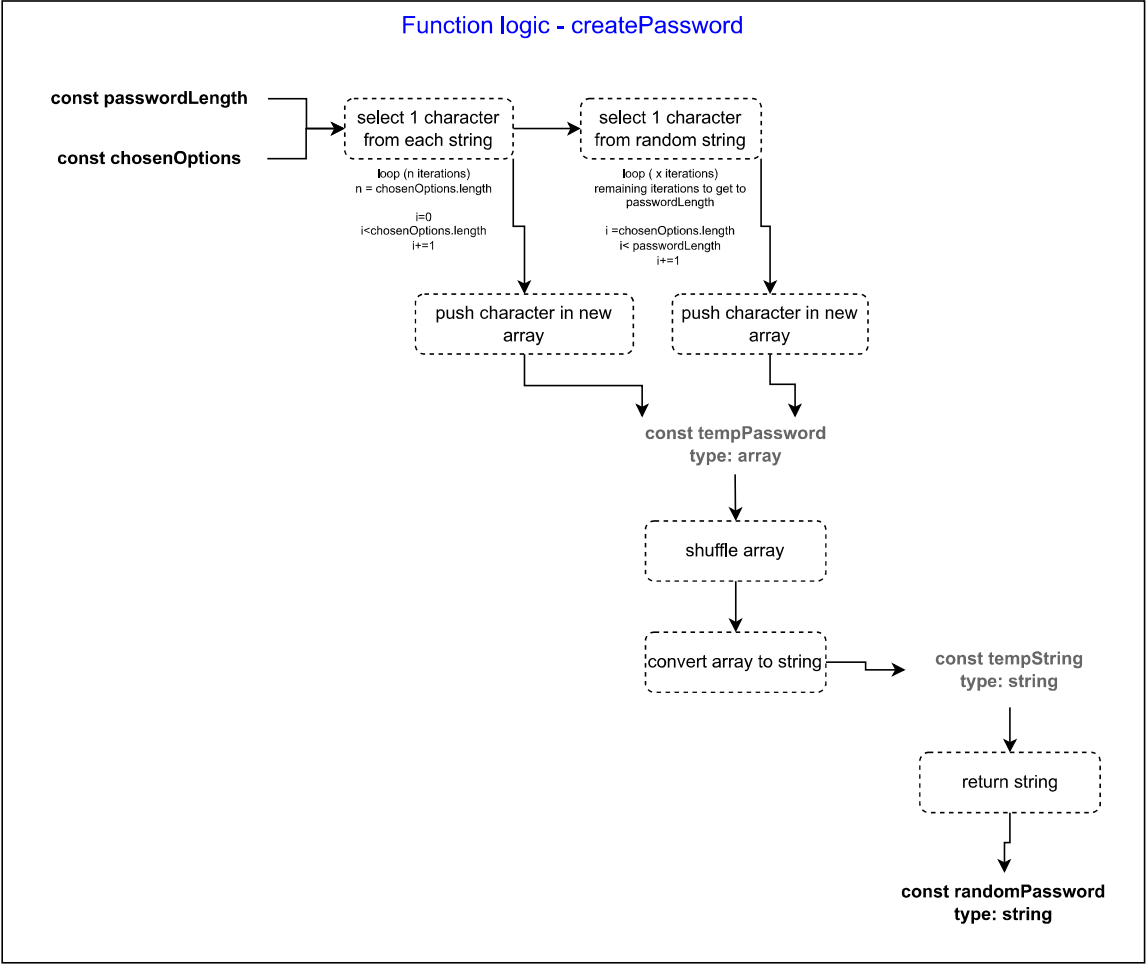 Function logic - createPassword
const passwordLength
const chosenOptions
select 1 character
from each string
select 1 character
from random string
loop (n iterations)
n = chosenOptions.length
i=0
i<chosenOptions.length
i+=1
loop ( x iterations)
remaining iterations to get to
passwordLength
i =chosenOptions.length
i< passwordLength
i+=1
push character in new
array
push character in new
array
const tempPassword
type: array
shuffle array
convert array to string
const tempString
type: string
return string
const randomPassword
type: string